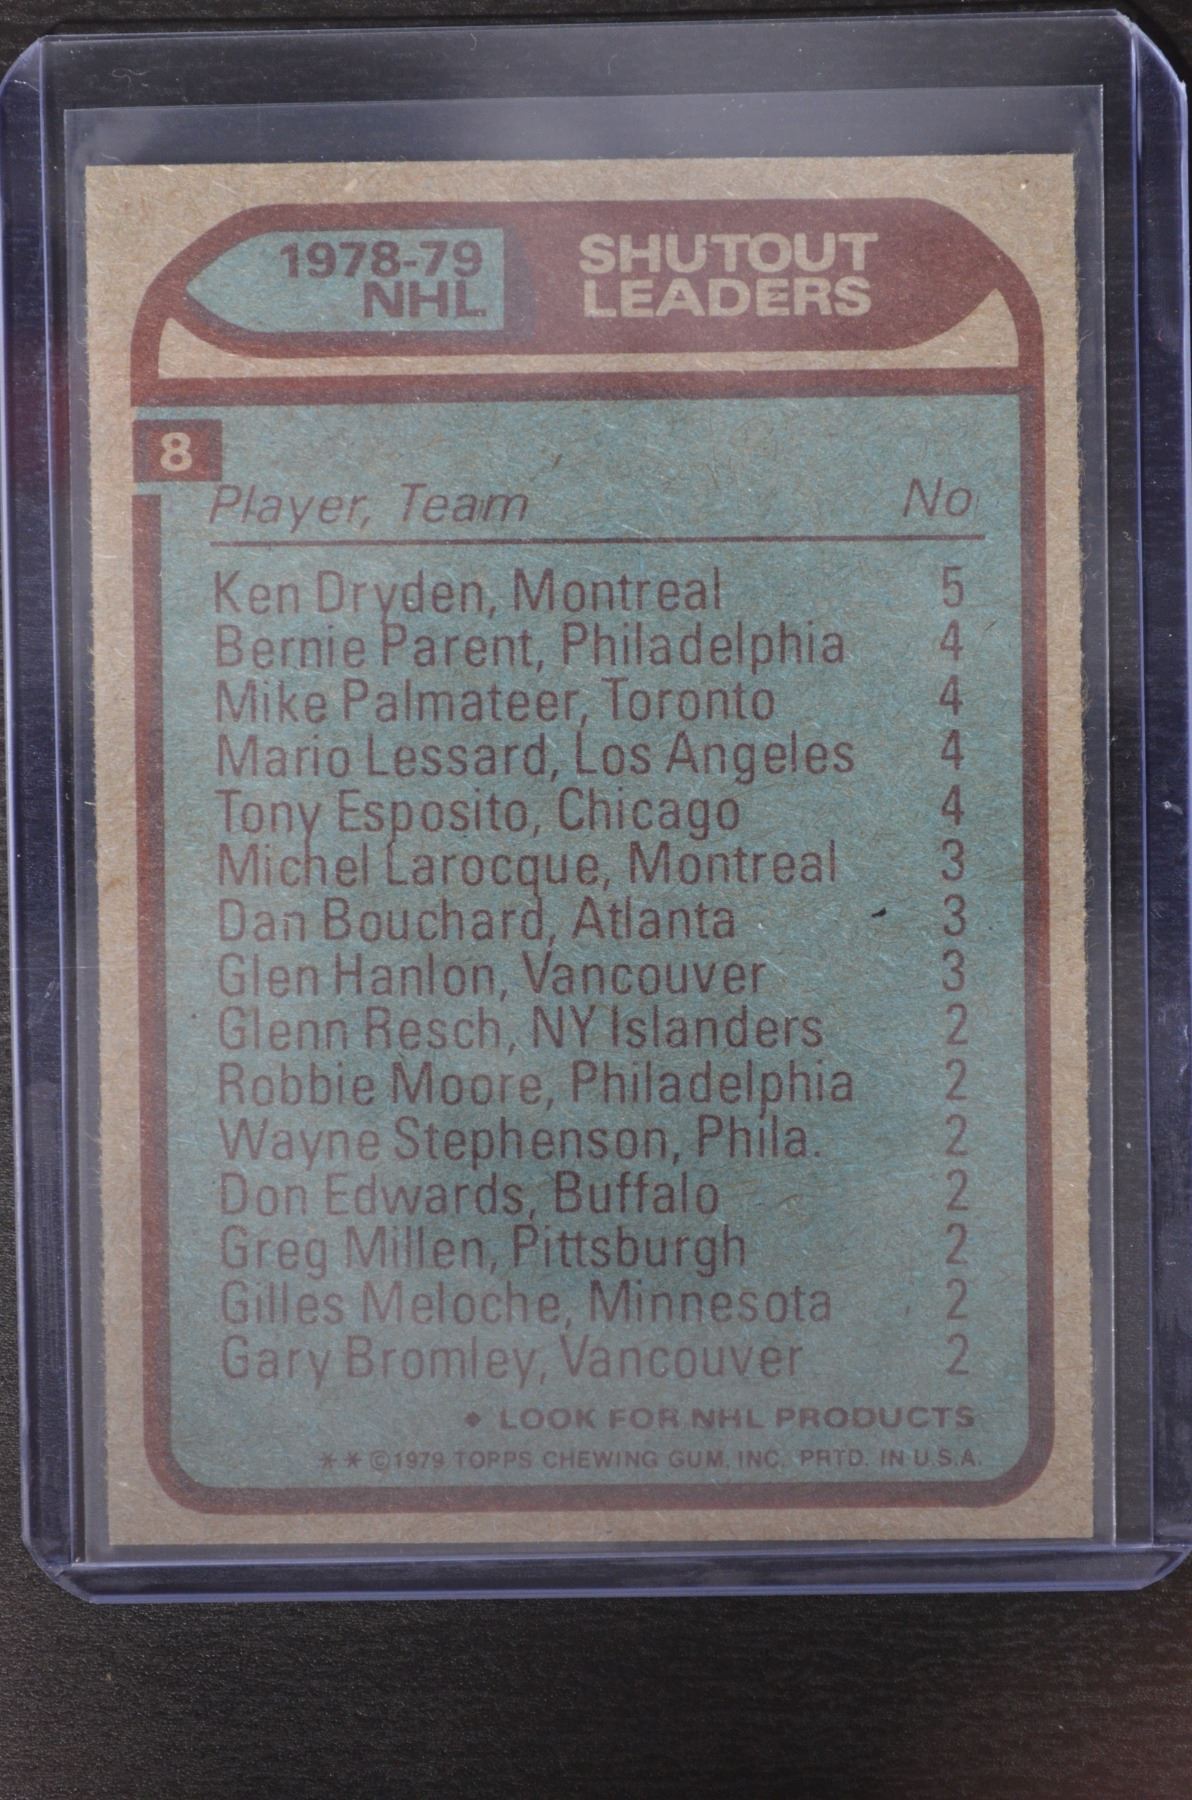 1978-79
NHL
SHUTOUT
LEADERS
8
Player, Team No.
Ken Dryden, Montreal 5
Bernie Parent, Philadelphia 4
Mike Palmateer, Toronto 4
Mario Lessard, Los Angeles 4
Tony Esposito, Chicago 4
Michel Larocque, Montreal 3
Dan Bouchard, Atlanta 3
Glen Hanlon, Vancouver 3
Glenn Resch, NY Islanders 2
Robbie Moore, Philadelphia 2
Wayne Stephenson, Phila. 2
Don Edwards, Buffalo 2
Greg Millen, Pittsburgh 2
Gilles Meloche, Minnesota 2
Gary Bromley, Vancouver 2
◆ LOOK FOR NHL PRODUCTS
** ©1979 TOPPS CHEWING GUM, INC. PRTD. IN U.S.A.